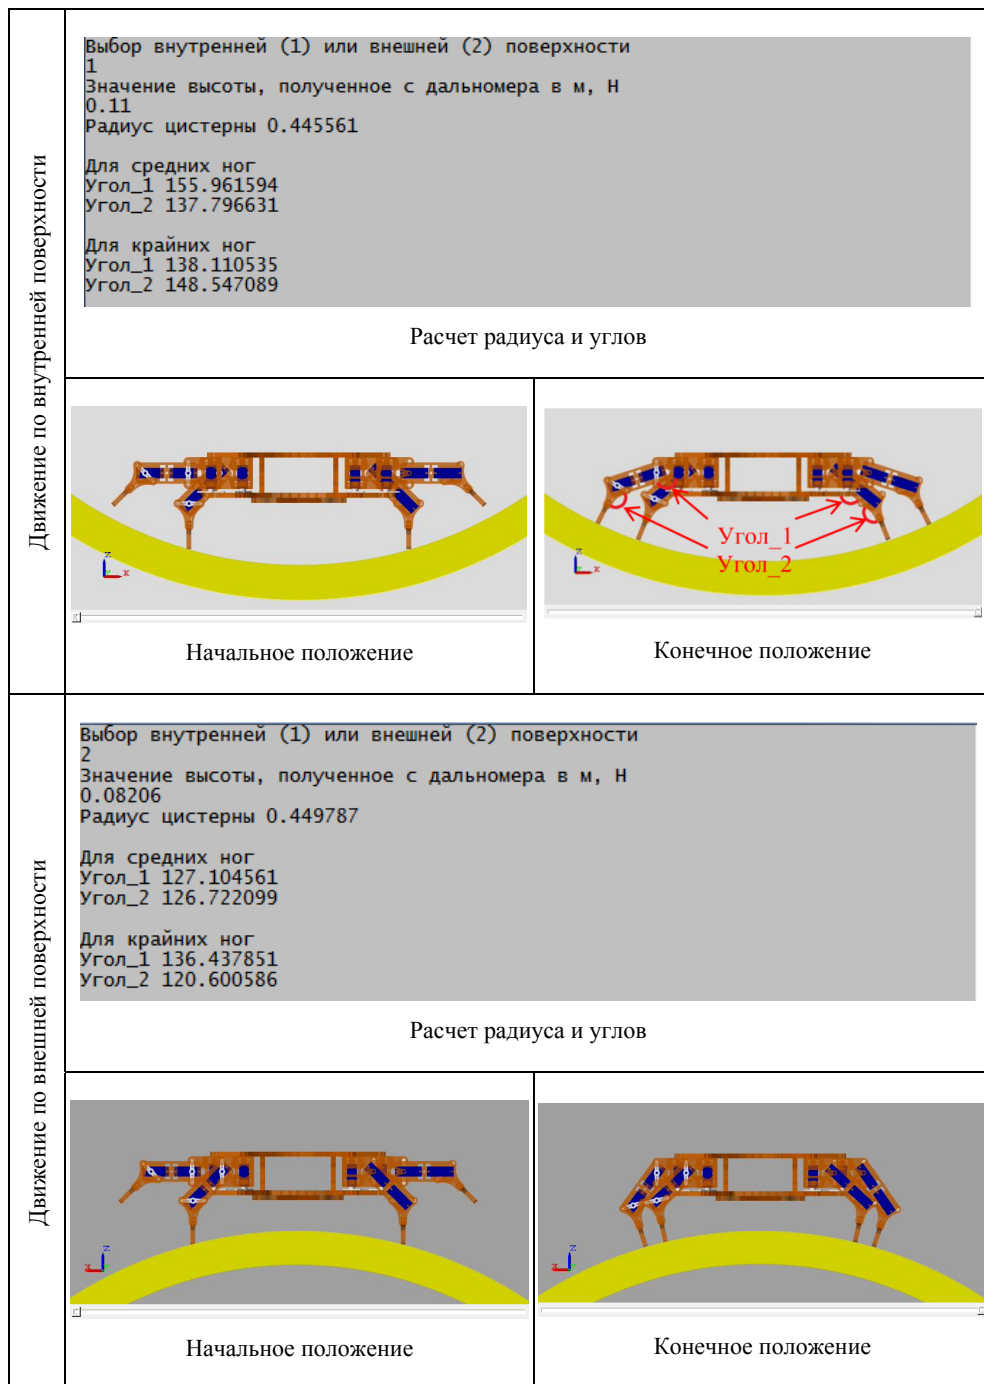 Движение по внутренней поверхности
Выбор внутренней (1) или внешней (2) поверхности
1
Значение высоты, полученное с дальномера в м, Н
0.11
Радиус цистерны 0.445561
Для средних ног
Угол_1 155.961594
Угол_2 137.796631
Для крайних ног
Угол_1 138.110535
Угол_2 148.547089
Расчет радиуса и углов
z
x
Начальное положение
Угол_1
Угол_2
z
x
Конечное положение
Движение по внешней поверхности
Выбор внутренней (1) или внешней (2) поверхности
2
Значение высоты, полученное с дальномера в м, Н
0.08206
Радиус цистерны 0.449787
Для средних ног
Угол_1 127.104561
Угол_2 126.722099
Для крайних ног
Угол_1 136.437851
Угол_2 120.600586
Расчет радиуса и углов
z
x
Начальное положение
z
x
Конечное положение